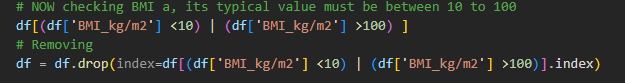 # NOW checking BMI a, its typical value must be between 10 to 100
df[(df['BMI_kg/m2'] <10) | (df['BMI_kg/m2'] >100) ]
# Removing
df = df.drop(index=df[(df['BMI_kg/m2'] <10) | (df['BMI_kg/m2'] >100)].index)